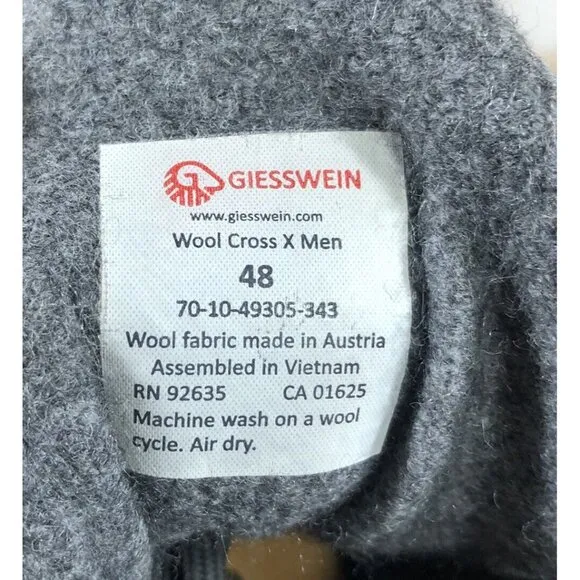 GIESSWEIN
www.giesswein.com
Wool Cross X Men
48
70-10-49305-343
Wool fabric made in Austria
Assembled in Vietnam
RN 92635 CA 01625
Machine wash on a wool
cycle. Air dry.